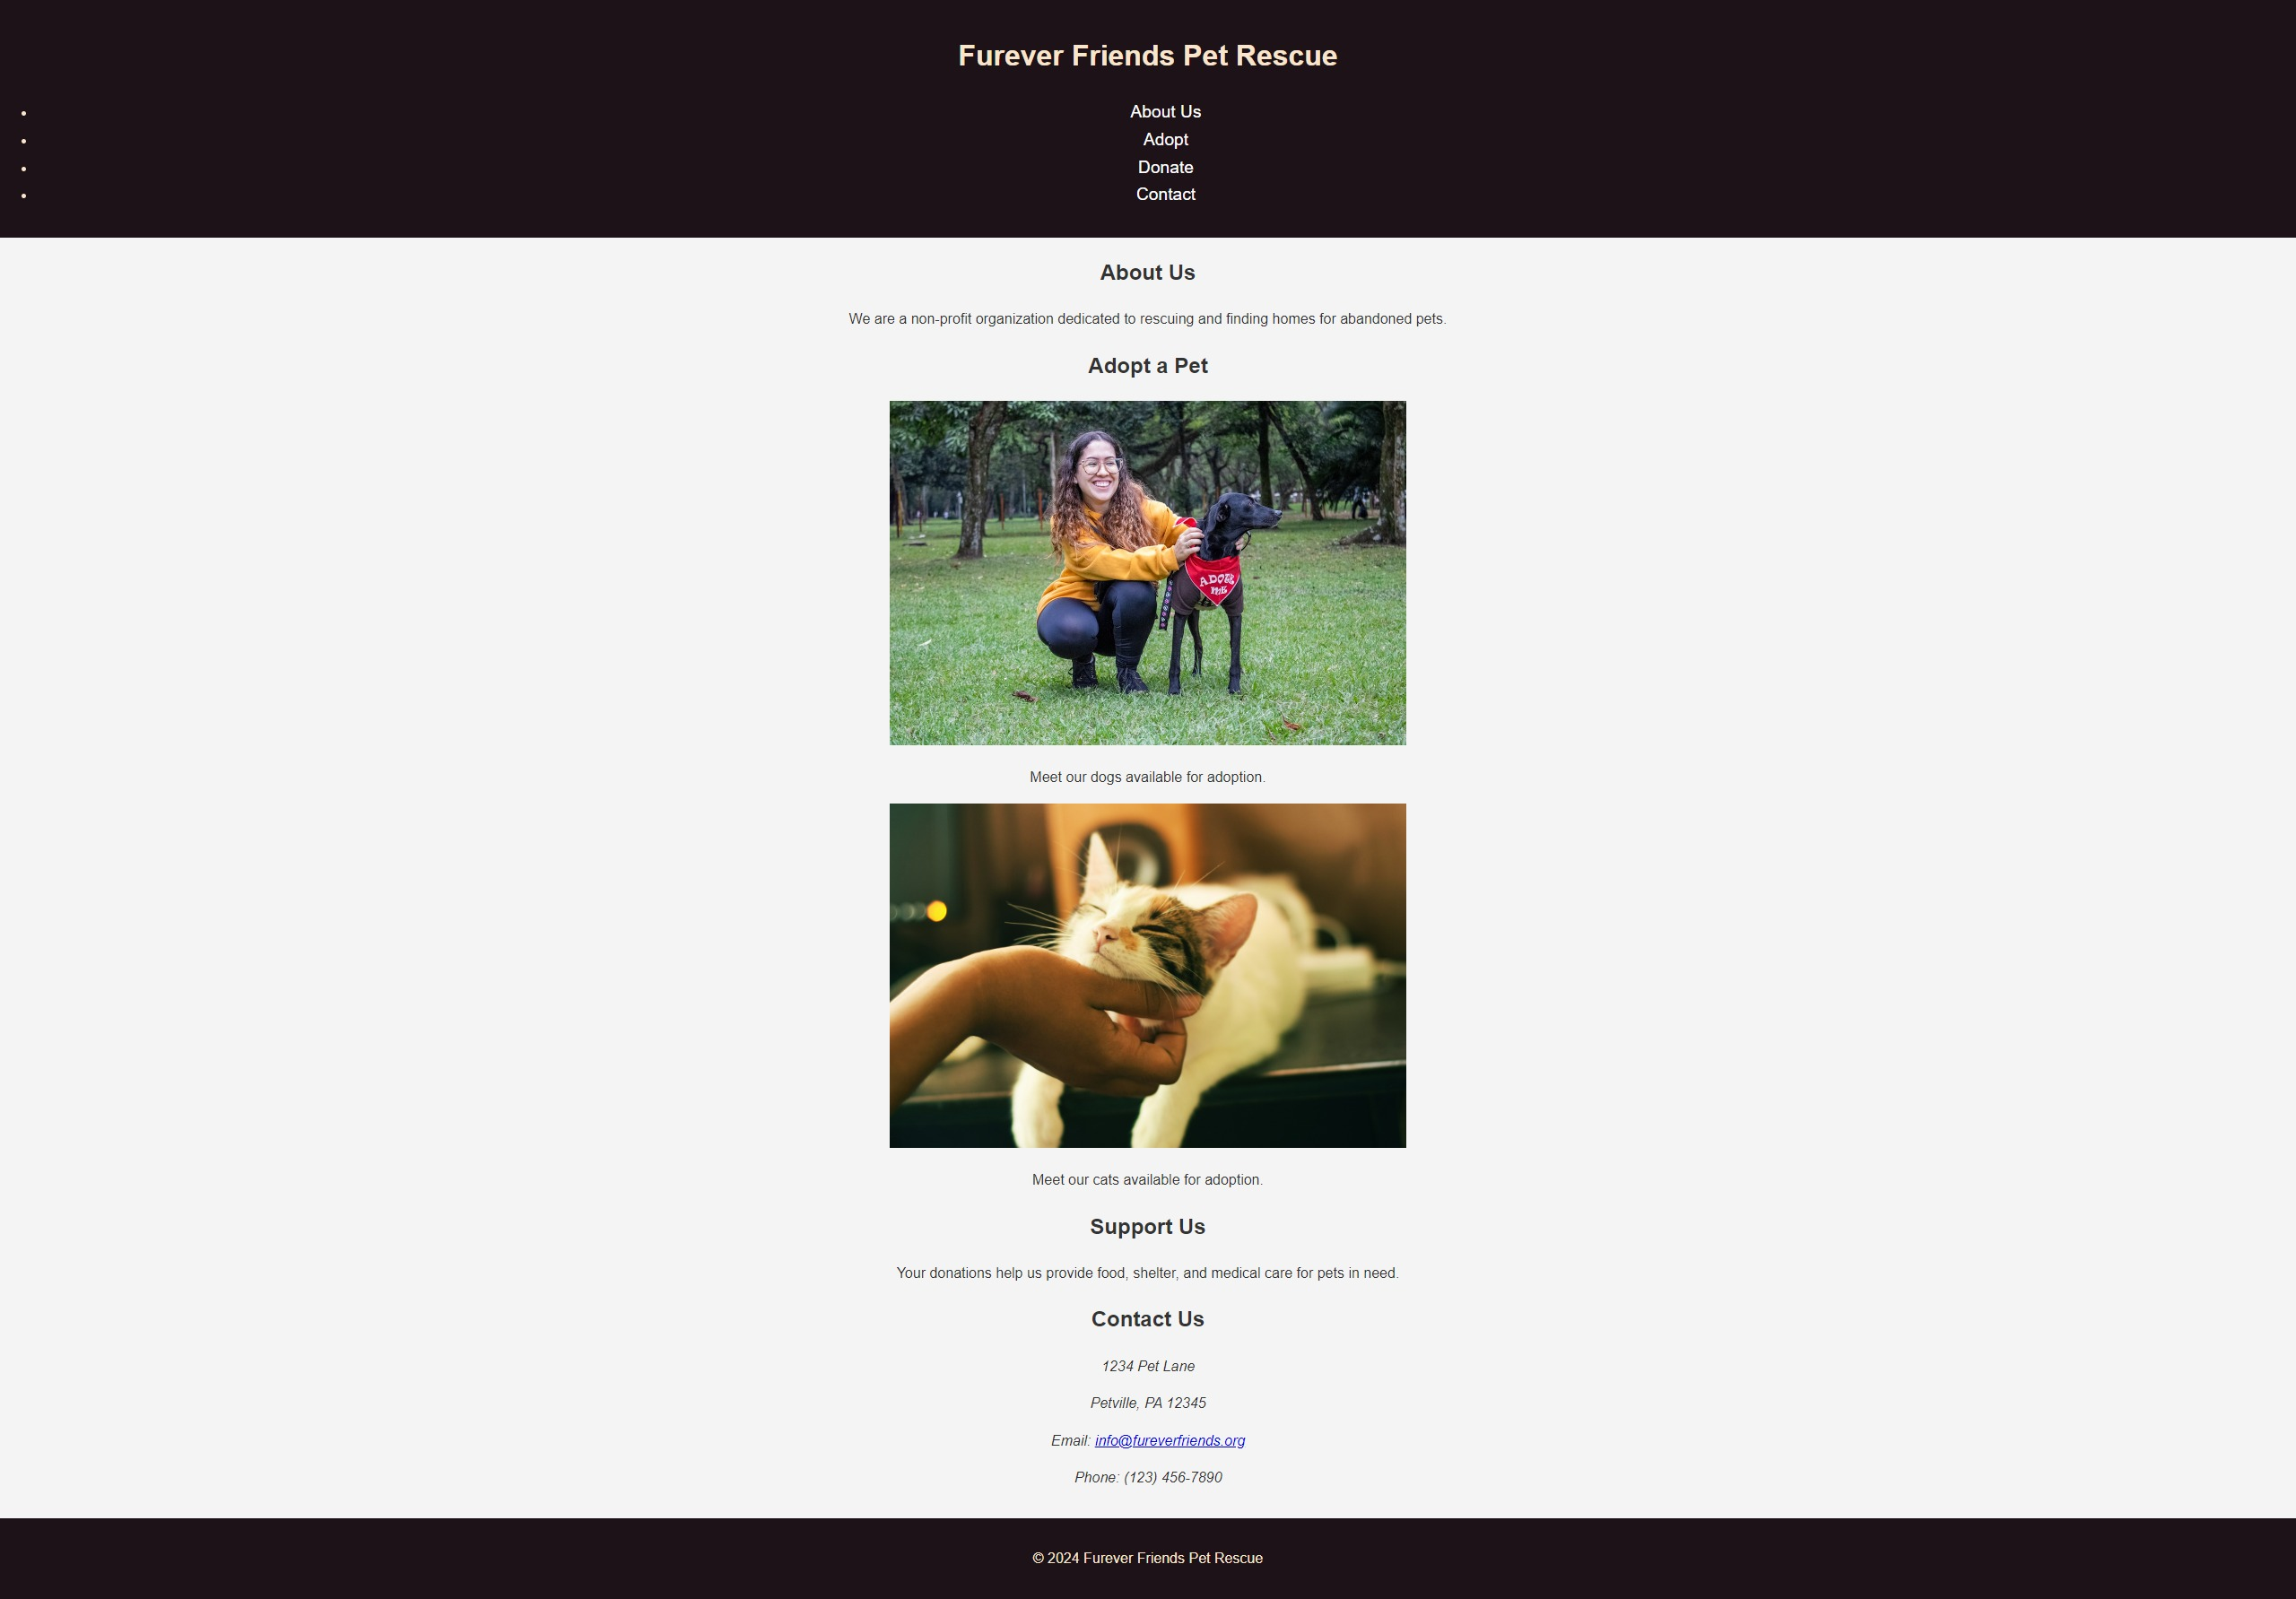 Furever Friends Pet Rescue
About Us
Adopt
Donate
Contact
About Us
We are a non-profit organization dedicated to rescuing and finding homes for abandoned pets.
Adopt a Pet
ADOTE
ME
Meet our dogs available for adoption.
Meet our cats available for adoption.
Support Us
Your donations help us provide food, shelter, and medical care for pets in need.
Contact Us
1234 Pet Lane
Petville, PA 12345
Email: info@fureverfriends.org
Phone: (123) 456-7890
© 2024 Furever Friends Pet Rescue